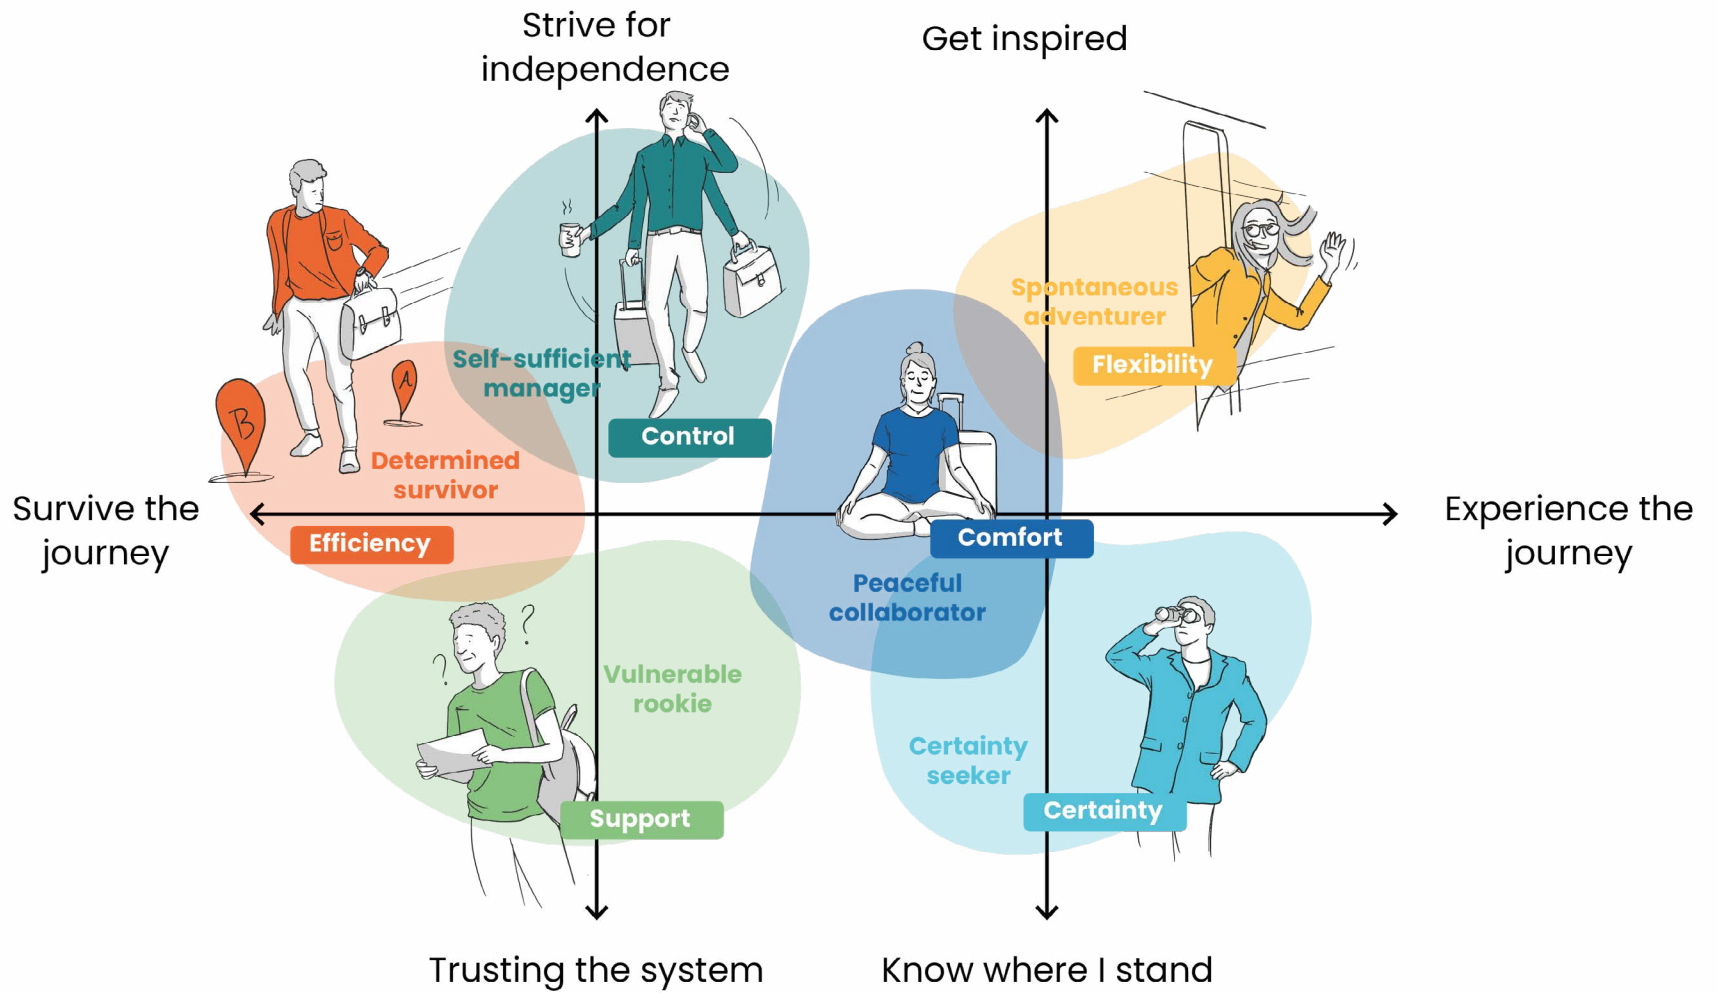 Strive for
independence
Get inspired
Spontaneous
adventurer
Flexibility
Self-sufficient
manager
Control
A
B
Determined
survivor
Efficiency
Survive the
journey
Experience the
journey
Comfort
Peaceful
collaborator
?
?
Vulnerable
rookie
Support
Certainty
seeker
Certainty
Trusting the system
Know where I stand